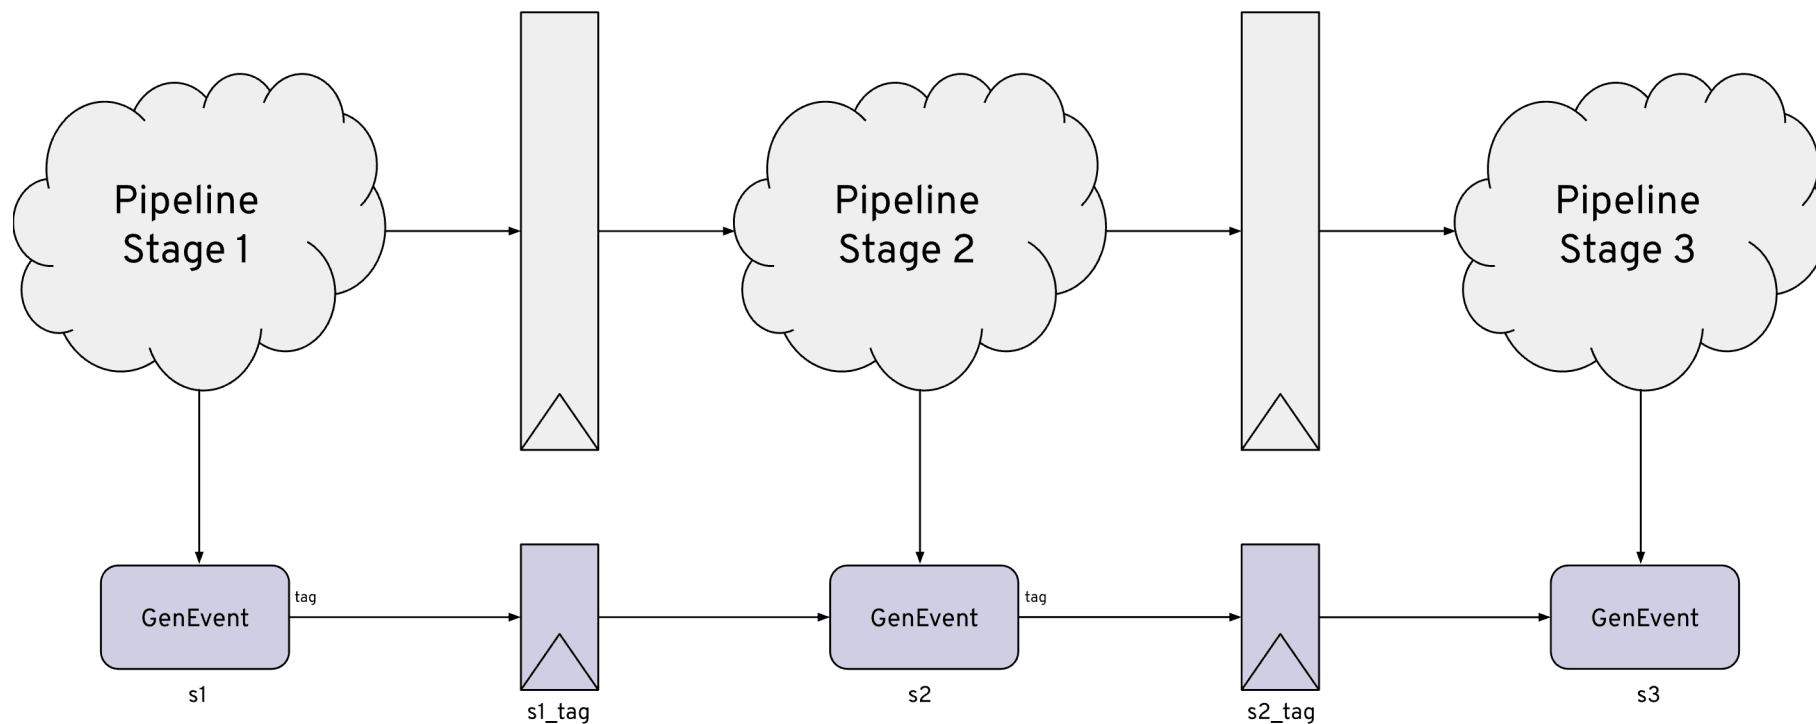 Pipeline
Stage 1
Pipeline
Stage 2
Pipeline
Stage 3
GenEvent
tag
GenEvent
tag
GenEvent
s1
s1_tag
s2
s2_tag
s3